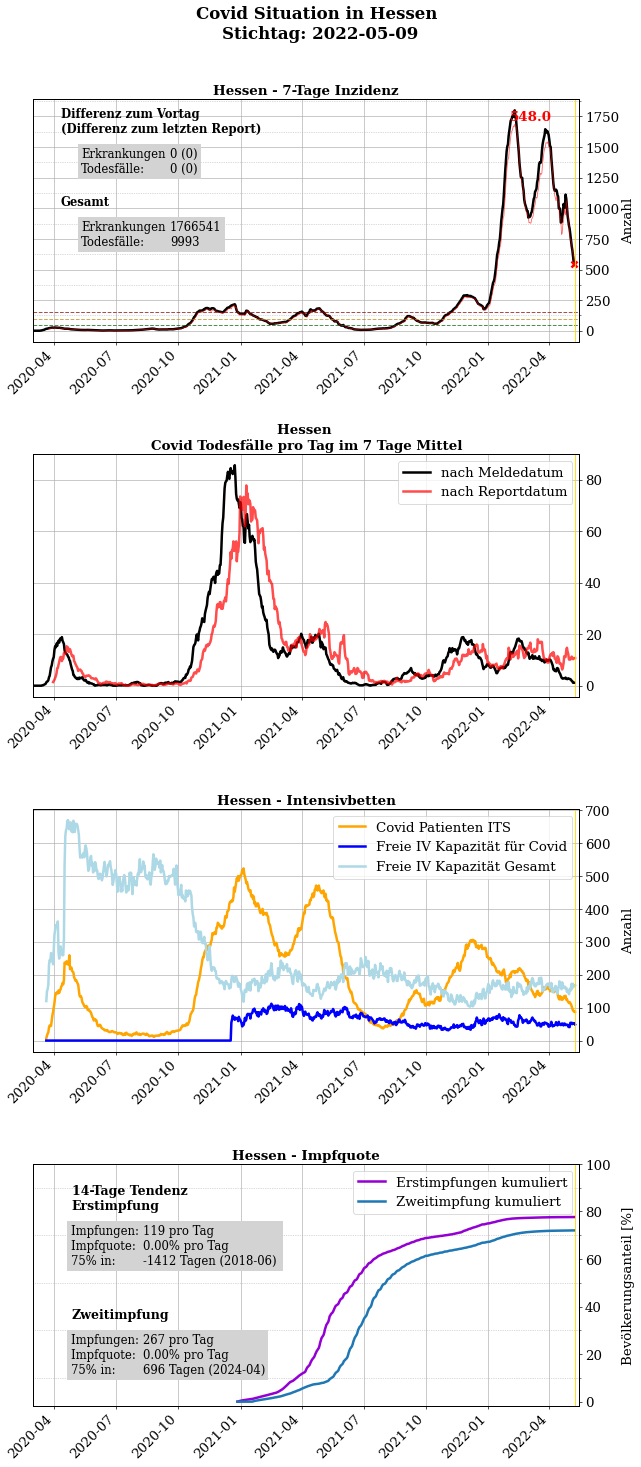 Covid Situation in Hessen
Stichtag: 2022-05-09
Hessen - 7-Tage Inzidenz
Differenz zum Vortag
(Differenz zum letzten Report)
Erkrankungen 0 (0)
Todesfälle: 0 (0)
Gesamt
Erkrankungen 1766541
Todesfälle: 9993
548.0
1750
1500
1250
1000
750
500
250
0
Anzahl
2020-04
2020-07
2020-10
2021-01
2021-04
2021-07
2021-10
2022-01
2022-04
Hessen
Covid Todesfälle pro Tag im 7 Tage Mittel
nach Meldedatum
nach Reportdatum
80
60
40
20
0
2020-04
2020-07
2020-10
2021-01
2021-04
2021-07
2021-10
2022-01
2022-04
Hessen - Intensivbetten
Covid Patienten ITS
Freie IV Kapazität für Covid
Freie IV Kapazität Gesamt
700
600
500
400
300
200
100
0
Anzahl
2020-04
2020-07
2020-10
2021-01
2021-04
2021-07
2021-10
2022-01
2022-04
Hessen - Impfquote
14-Tage Tendenz
Erstimpfung
Impfungen: 119 pro Tag
Impfquote: 0.00% pro Tag
75% in: -1412 Tagen (2018-06)
Zweitimpfung
Impfungen: 267 pro Tag
Impfquote: 0.00% pro Tag
75% in: 696 Tagen (2024-04)
Erstimpfungen kumuliert
Zweitimpfung kumuliert
100
80
60
40
20
0
Bevölkerungsanteil [%]
2020-04
2020-07
2020-10
2021-01
2021-04
2021-07
2021-10
2022-01
2022-04